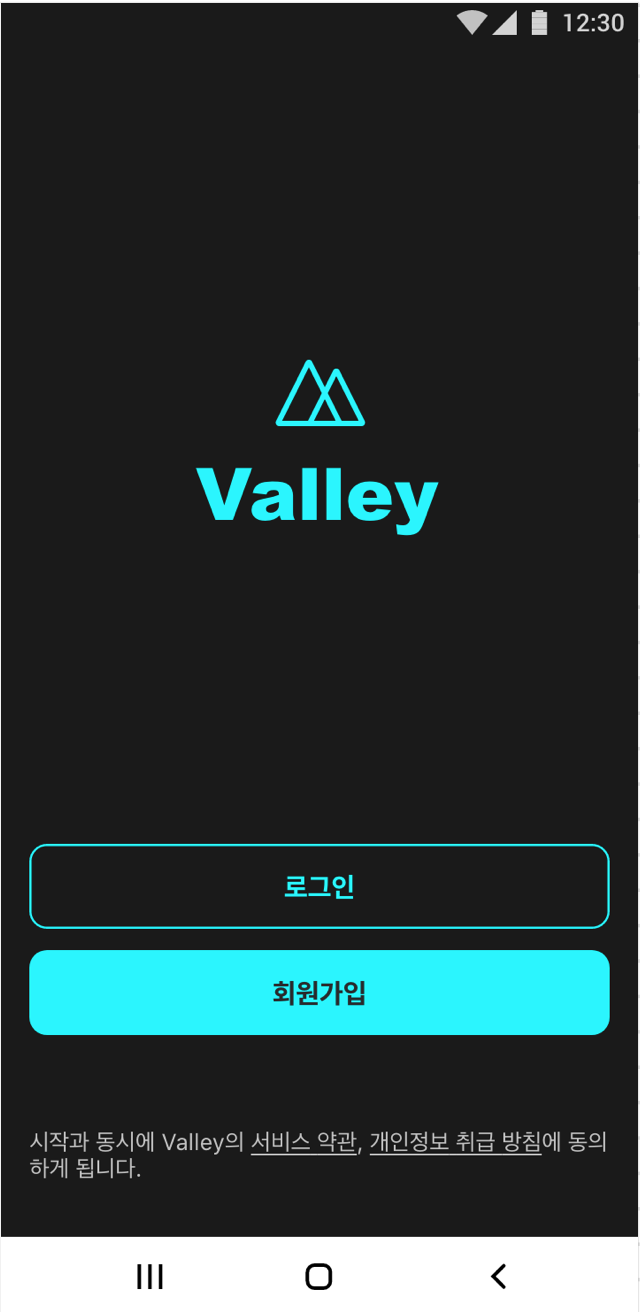 12:30
Valley
로그인
회원가입
시작과 동시에 Valley의 서비스 약관, 개인정보 취급 방침에 동의
하게 됩니다.